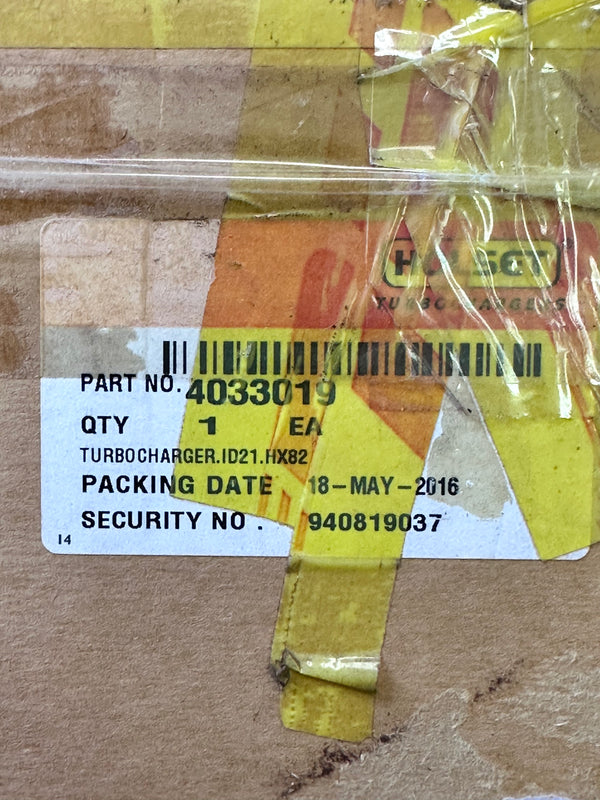 HOLSET
TURBOCHARGERS
PART NO. 4033019
QTY 1 EA
TURBOCHARGER.ID21.HX82
PACKING DATE 18-MAY-2016
SECURITY NO. 940819037
14